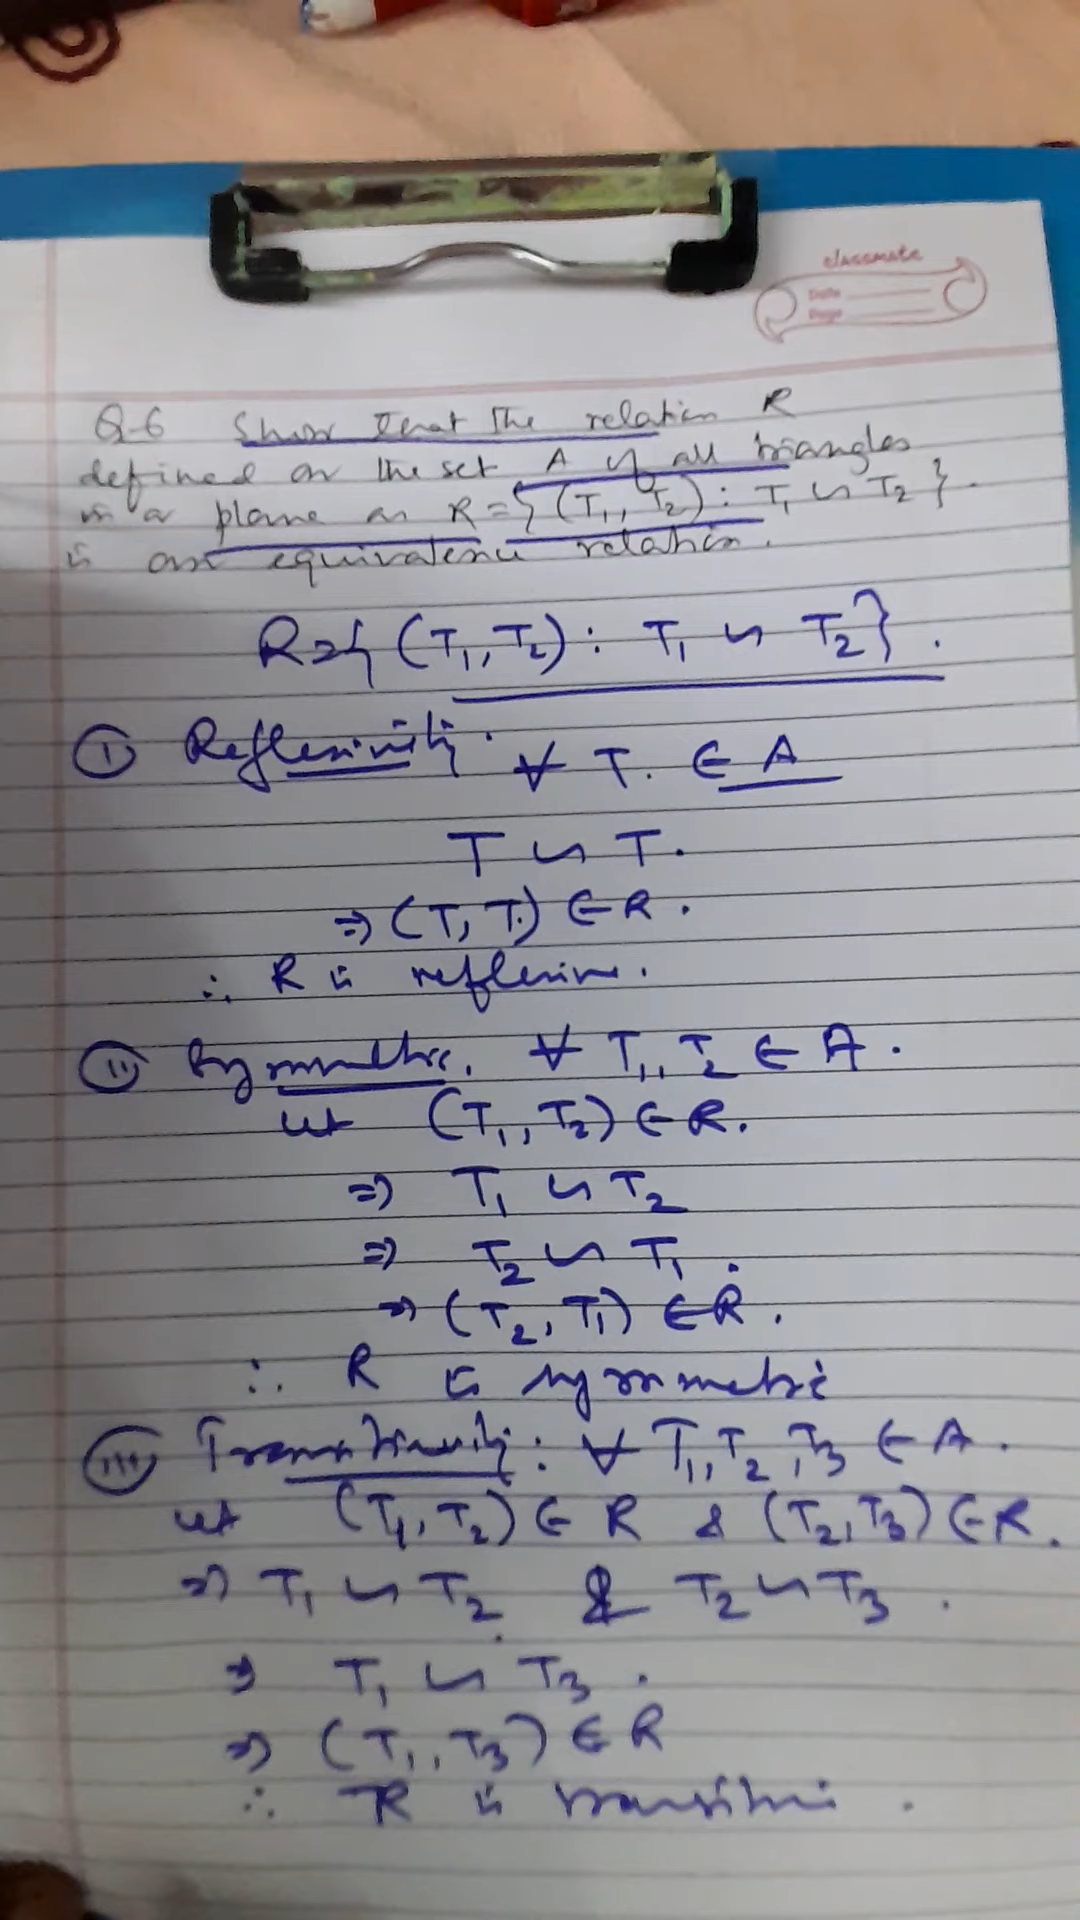 classmate
Date
Page
Q-6 Show that the relation R
defined on the set A of all triangles
in a plane as R={(T₁, T₂): T₁ ∽ T₂}.
is an equivalence relation.
R={(T₁,T₂): T₁ ∽ T₂}.
① Reflexivity. ∀ T. ∈ A
T ∽ T.
⇒ (T, T) ∈ R.
∴ R is reflexive.
(ii) Symmetric. ∀ T₁, T₂ ∈ A.
let (T₁, T₂) ∈ R.
⇒ T₁ ∽ T₂
⇒ T₂ ∽ T₁.
⇒ (T₂, T₁) ∈ R.
∴ R is symmetric
(iii) Transitivity: ∀ T₁, T₂, T₃ ∈ A.
let (T₁, T₂) ∈ R & (T₂, T₃) ∈ R.
⇒ T₁ ∽ T₂ & T₂ ∽ T₃.
⇒ T₁ ∽ T₃.
⇒ (T₁, T₃) ∈ R
∴ R is transitive.